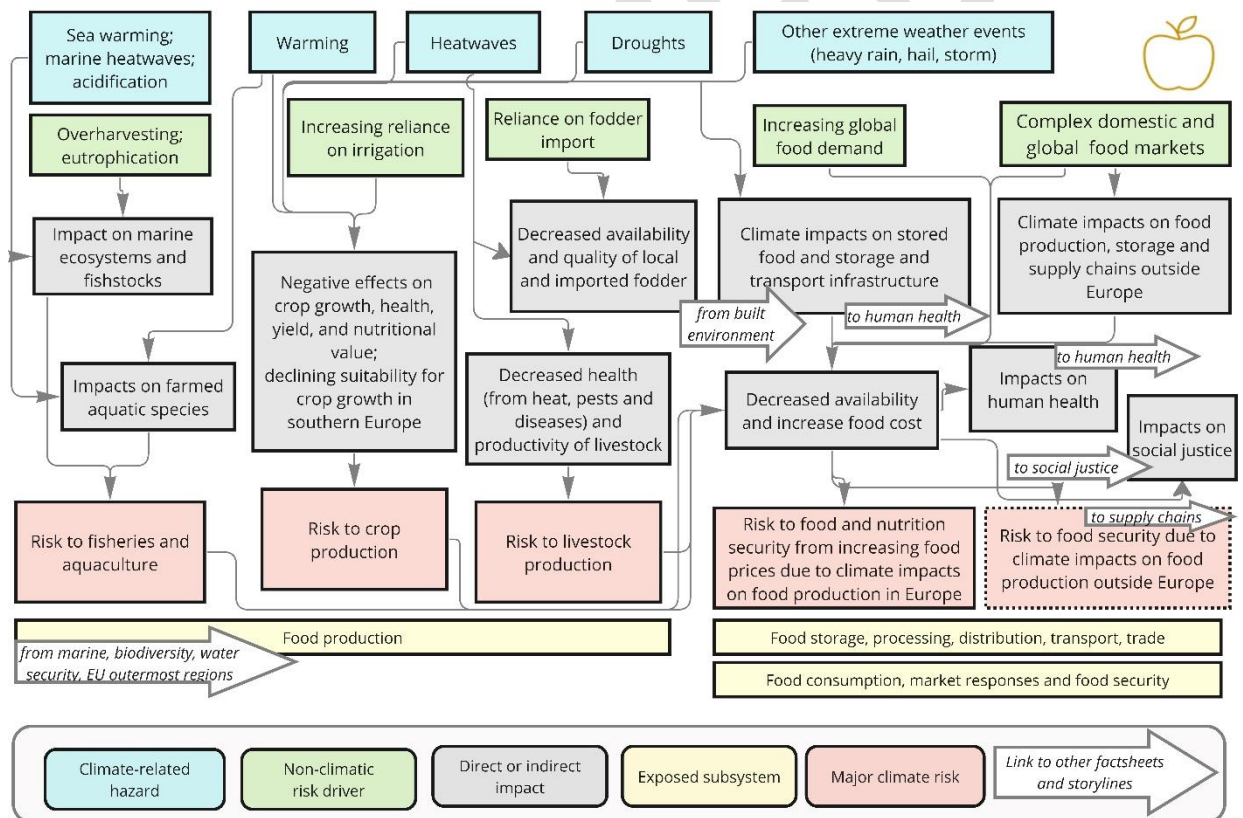 Sea warming;
marine heatwaves;
acidification
Warming
Heatwaves
Droughts
Other extreme weather events
(heavy rain, hail, storm)
Overharvesting;
eutrophication
Increasing reliance
on irrigation
Reliance on fodder
import
Increasing global
food demand
Complex domestic and
global food markets
Impact on marine
ecosystems and
fishstocks
Negative effects on
crop growth, health,
yield, and nutritional
value;
declining suitability for
crop growth in
southern Europe
Decreased availability
and quality of local
and imported fodder
Climate impacts on stored
food and storage and
transport infrastructure
Climate impacts on food
production, storage and
supply chains outside
Europe
from built
environment
to human health
to human health
Impacts on farmed
aquatic species
Decreased health
(from heat, pests and
diseases) and
productivity of livestock
Decreased availability
and increase food cost
Impacts on
human health
Impacts on
social justice
to social justice
to supply chains
Risk to fisheries and
aquaculture
Risk to crop
production
Risk to livestock
production
Risk to food and nutrition
security from increasing food
prices due to climate impacts
on food production in Europe
Risk to food security due to
climate impacts on food
production outside Europe
Food production
from marine, biodiversity, water
security, EU outermost regions
Food storage, processing, distribution, transport, trade
Food consumption, market responses and food security
Climate-related
hazard
Non-climatic
risk driver
Direct or indirect
impact
Exposed subsystem
Major climate risk
Link to other factsheets
and storylines